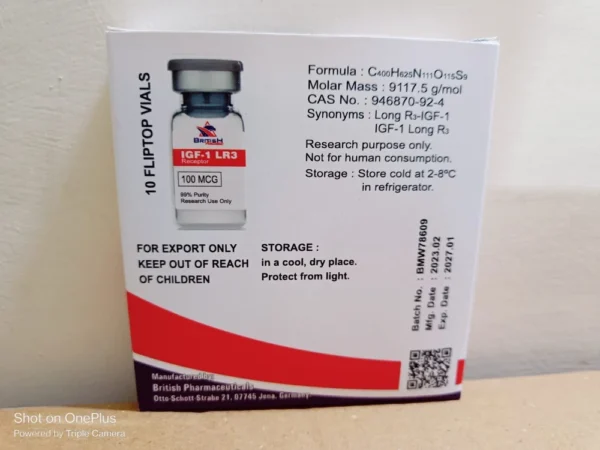 10 FLIPTOP VIALS
BRITISH
IGF-1 LR3
Receptor
100 MCG
99% Purity
Research Use Only
Formula : C400H625N111O115S9
Molar Mass : 9117.5 g/mol
CAS No. : 946870-92-4
Synonyms : Long R3-IGF-1
IGF-1 Long R3
Research purpose only.
Not for human consumption.
Storage : Store cold at 2-8ºC
in refrigerator.
FOR EXPORT ONLY
KEEP OUT OF REACH
OF CHILDREN
STORAGE :
in a cool, dry place.
Protect from light.
Batch No. : BMW78609
Mfg. Date : 2023.02
Exp. Date : 2027.01
British Pharmaceuticals
Otto-Schott-Straße 21, 07745 Jena, Germany
Shot on OnePlus
Powered by Triple Camera